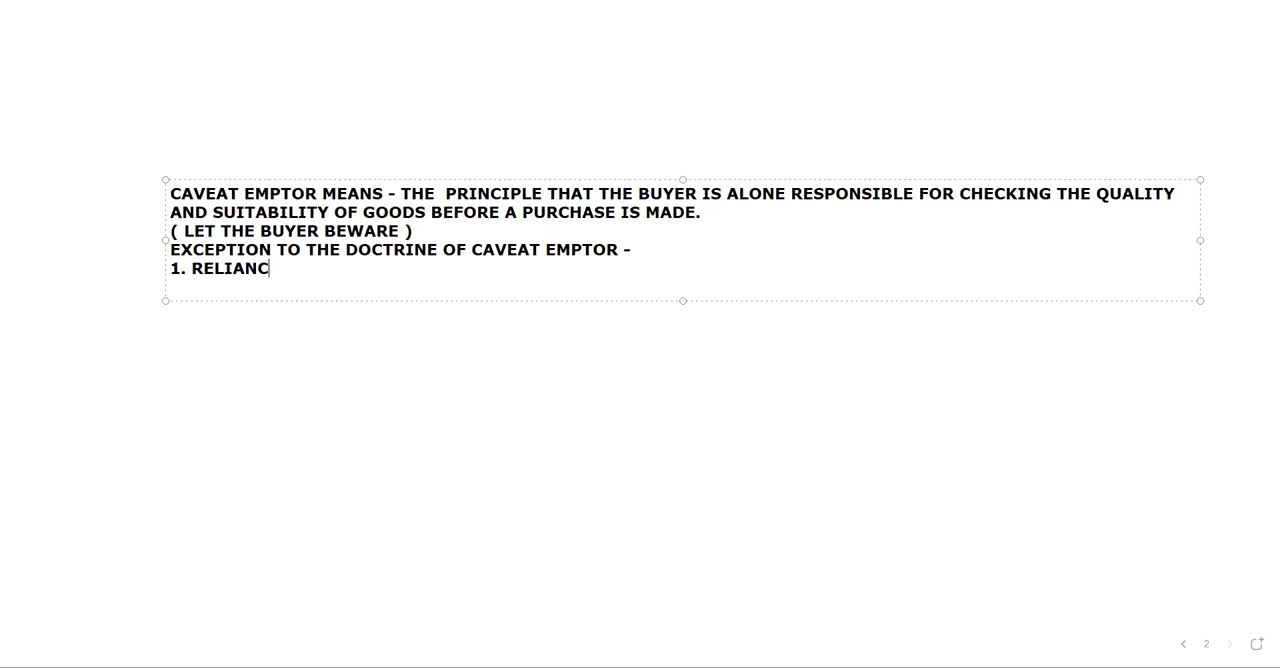 CAVEAT EMPTOR MEANS - THE  PRINCIPLE THAT THE BUYER IS ALONE RESPONSIBLE FOR CHECKING THE QUALITY
AND SUITABILITY OF GOODS BEFORE A PURCHASE IS MADE.
( LET THE BUYER BEWARE )
EXCEPTION TO THE DOCTRINE OF CAVEAT EMPTOR -
1. RELIANC
2